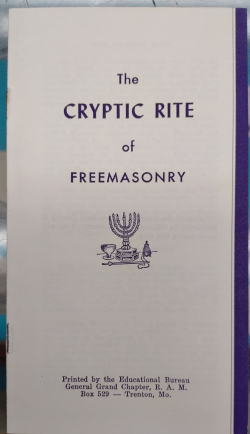 The
CRYPTIC RITE
of
FREEMASONRY
Printed by the Educational Bureau
General Grand Chapter, R. A. M.
Box 529 — Trenton, Mo.